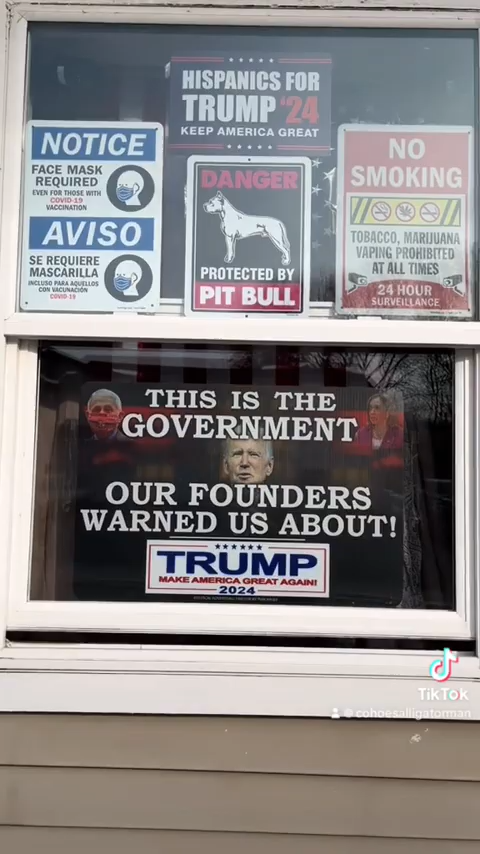 HISPANICS FOR
TRUMP '24
KEEP AMERICA GREAT
NOTICE
FACE MASK
REQUIRED
EVEN FOR THOSE WITH
COVID-19
VACCINATION
AVISO
SE REQUIERE
MASCARILLA
INCLUSO PARA AQUELLOS
CON VACUNACIÓN
COVID-19
DANGER
PROTECTED BY
PIT BULL
NO
SMOKING
TOBACCO, MARIJUANA
VAPING PROHIBITED
AT ALL TIMES
24 HOUR
SURVEILLANCE
THIS IS THE
GOVERNMENT
OUR FOUNDERS
WARNED US ABOUT!
TRUMP
MAKE AMERICA GREAT AGAIN!
2024
TikTok
@cohoesalligatorman